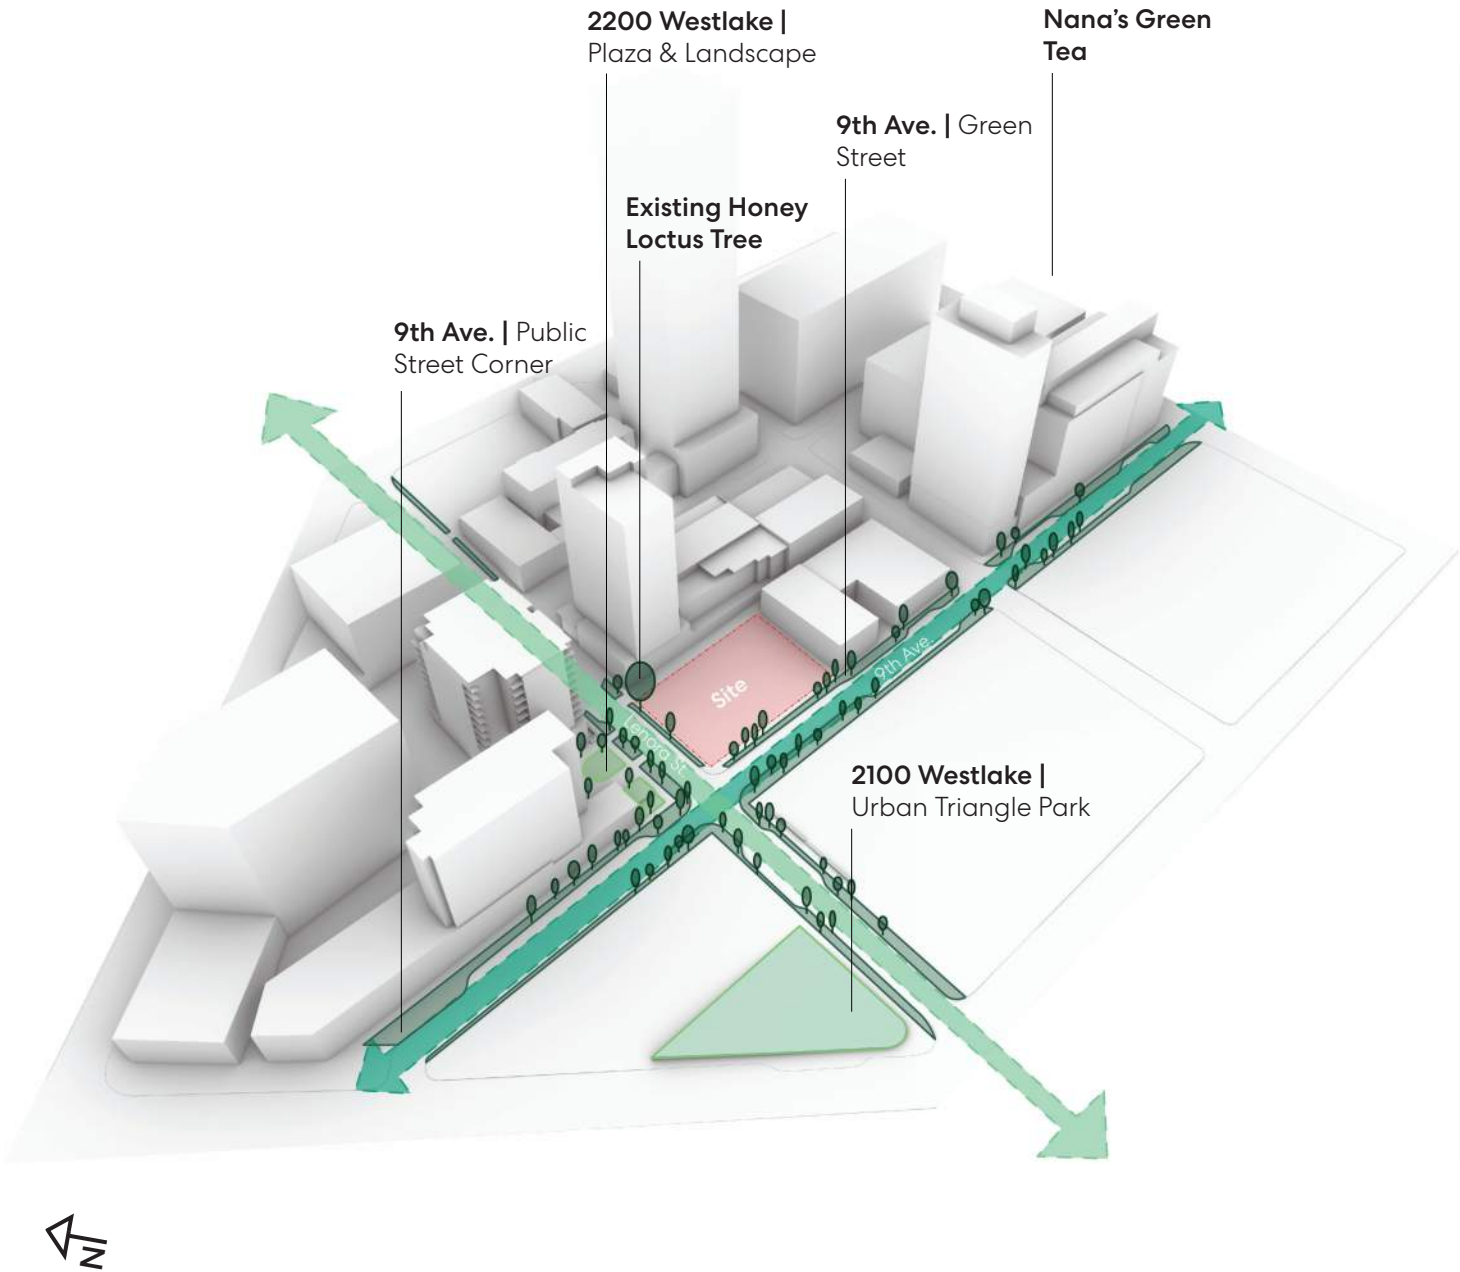 2200 Westlake |
Plaza & Landscape
Nana's Green
Tea
9th Ave. | Green
Street
Existing Honey
Loctus Tree
9th Ave. | Public
Street Corner
9th Ave.
Site
Lenora St.
2100 Westlake |
Urban Triangle Park
N